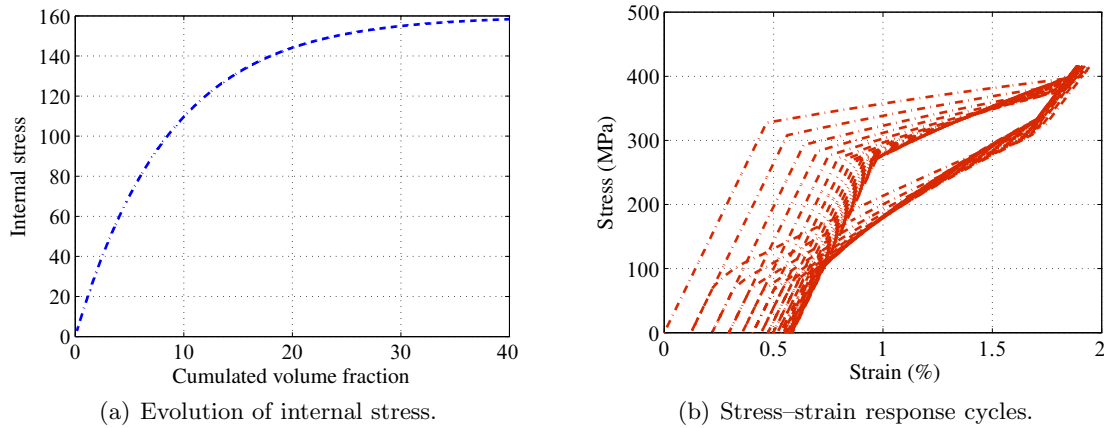 160
140
120
100
80
60
40
20
0
Internal stress
0 10 20 30 40
Cumulated volume fraction
(a) Evolution of internal stress.
500
400
300
200
100
0
Stress (MPa)
0 0.5 1 1.5 2
Strain (%)
(b) Stress–strain response cycles.